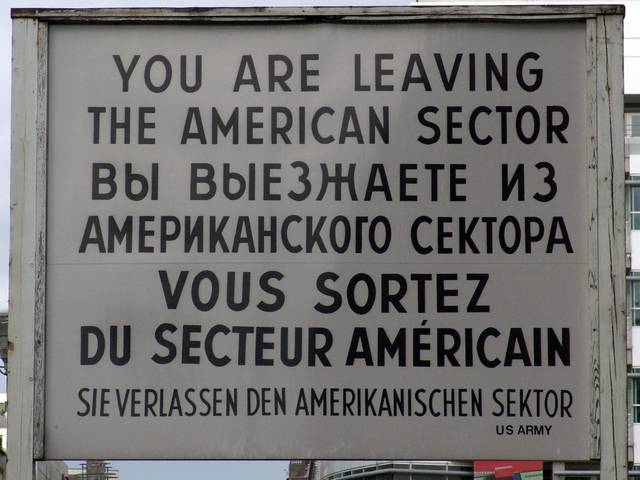 YOU ARE LEAVING
THE AMERICAN SECTOR
ВЫ ВЫЕЗЖАЕТЕ ИЗ
АМЕРИКАНСКОГО СЕКТОРА
VOUS SORTEZ
DU SECTEUR AMÉRICAIN
SIE VERLASSEN DEN AMERIKANISCHEN SEKTOR
US ARMY